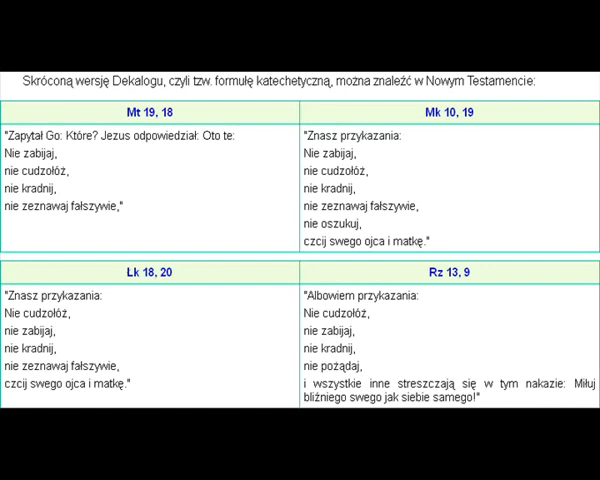 Skróconą wersję Dekalogu, czyli tzw. formułę katechetyczną, można znaleźć w Nowym Testamencie:
Mt 19, 18
"Zapytał Go: Które? Jezus odpowiedział: Oto te:
Nie zabijaj,
nie cudzołóż,
nie kradnij,
nie zeznawaj fałszywie,"
Mk 10, 19
"Znasz przykazania:
Nie zabijaj,
nie cudzołóż,
nie kradnij,
nie zeznawaj fałszywie,
nie oszukuj,
czcij swego ojca i matkę."
Lk 18, 20
"Znasz przykazania:
Nie cudzołóż,
nie zabijaj,
nie kradnij,
nie zeznawaj fałszywie,
czcij swego ojca i matkę."
Rz 13, 9
"Albowiem przykazania:
Nie cudzołóż,
nie zabijaj,
nie kradnij,
nie pożądaj,
i wszystkie inne streszczają się w tym nakazie: Miłuj
bliźniego swego jak siebie samego!"